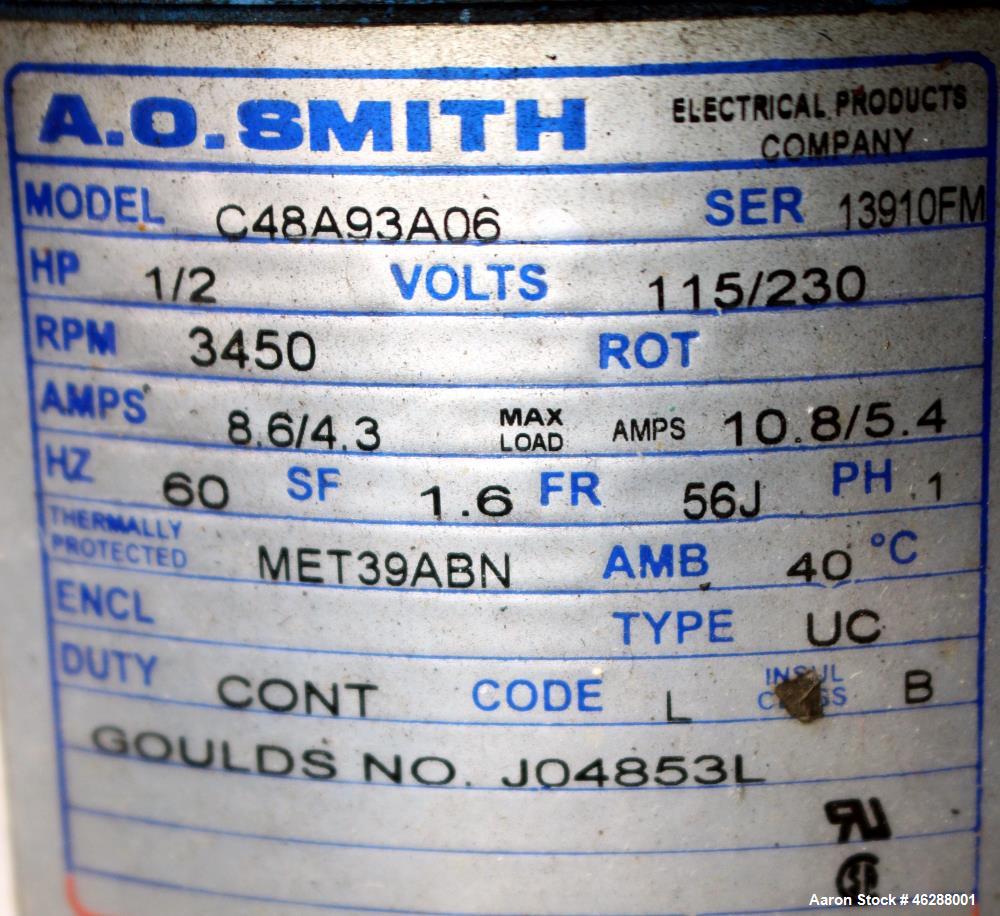 A.O.SMITH ELECTRICAL PRODUCTS
COMPANY
MODEL C48A93A06 SER 13910FM
HP 1/2 VOLTS 115/230
RPM 3450 ROT
AMPS 8.6/4.3 MAX LOAD AMPS 10.8/5.4
HZ 60 SF 1.6 FR 56J PH 1
THERMALLY
PROTECTED MET39ABN AMB 40 °C
ENCL TYPE UC
DUTY CONT CODE L B
GOULDS NO. J04853L
Aaron Stock # 46288001